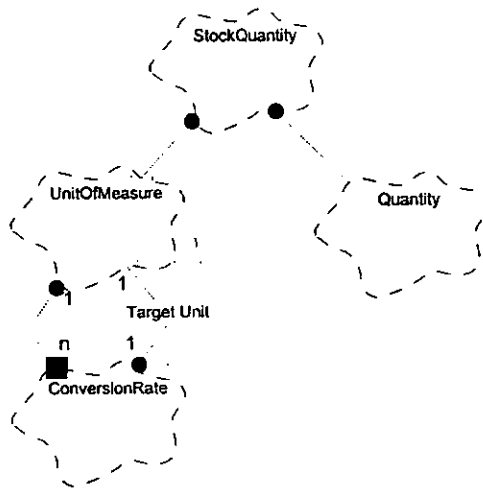 StockQuantity
UnitOfMeasure
Quantity
1
1
Target Unit
n
1
ConversionRate